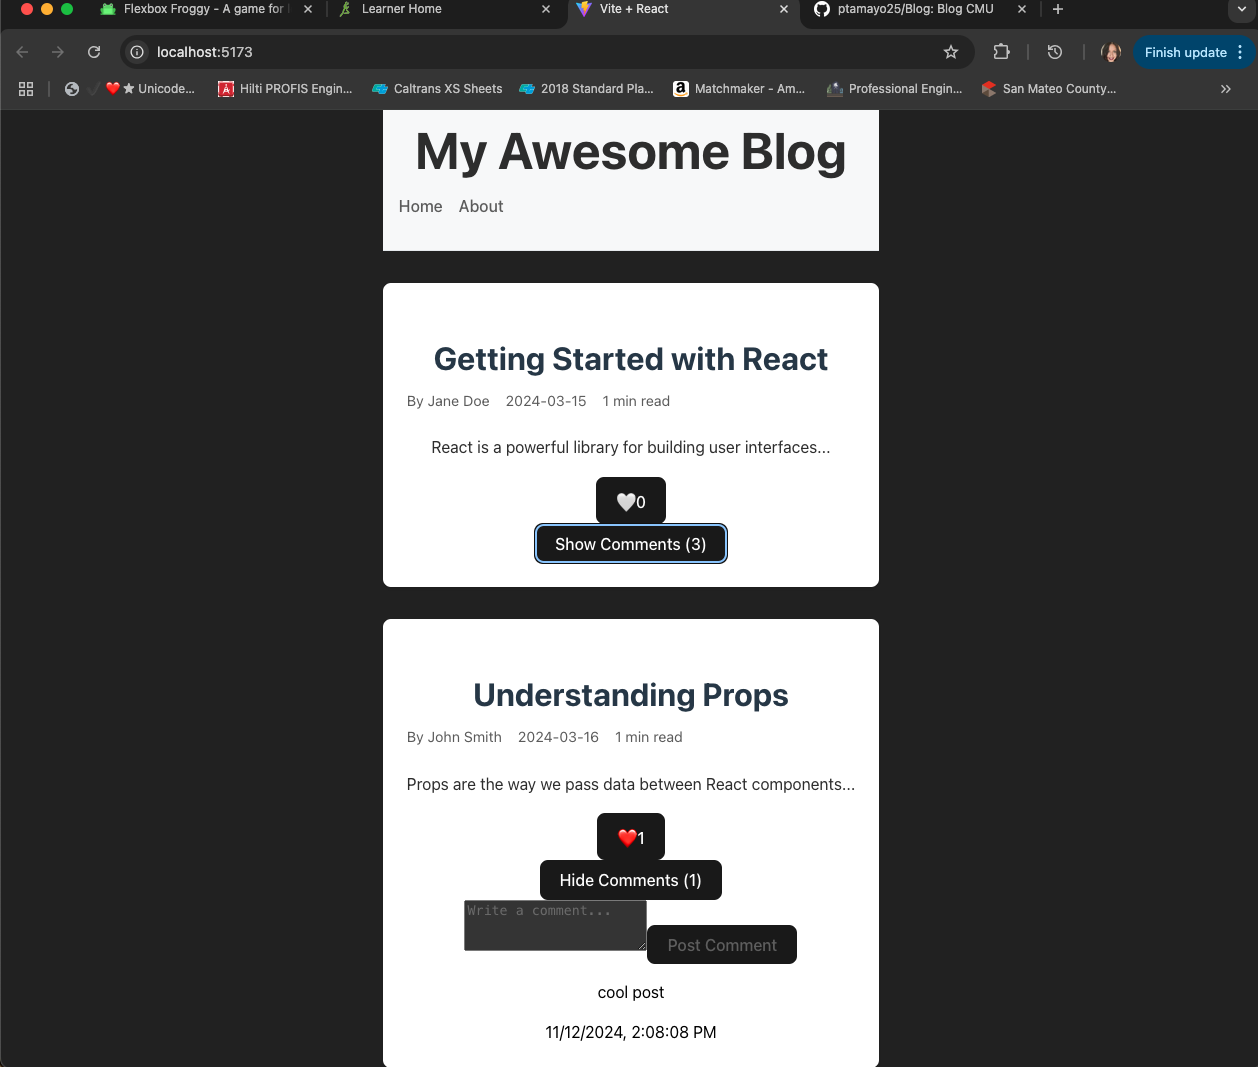 Flexbox Froggy - A game for
Learner Home
Vite + React
ptamayo25/Blog: Blog CMU
localhost:5173
Finish update
Unicode...
Hilti PROFIS Engin...
Caltrans XS Sheets
2018 Standard Pla...
Matchmaker - Am...
Professional Engin...
San Mateo County...
My Awesome Blog
Home About
Getting Started with React
By Jane Doe 2024-03-15 1 min read
React is a powerful library for building user interfaces...
🤍0
Show Comments (3)
Understanding Props
By John Smith 2024-03-16 1 min read
Props are the way we pass data between React components...
❤️1
Hide Comments (1)
Write a comment...
Post Comment
cool post
11/12/2024, 2:08:08 PM